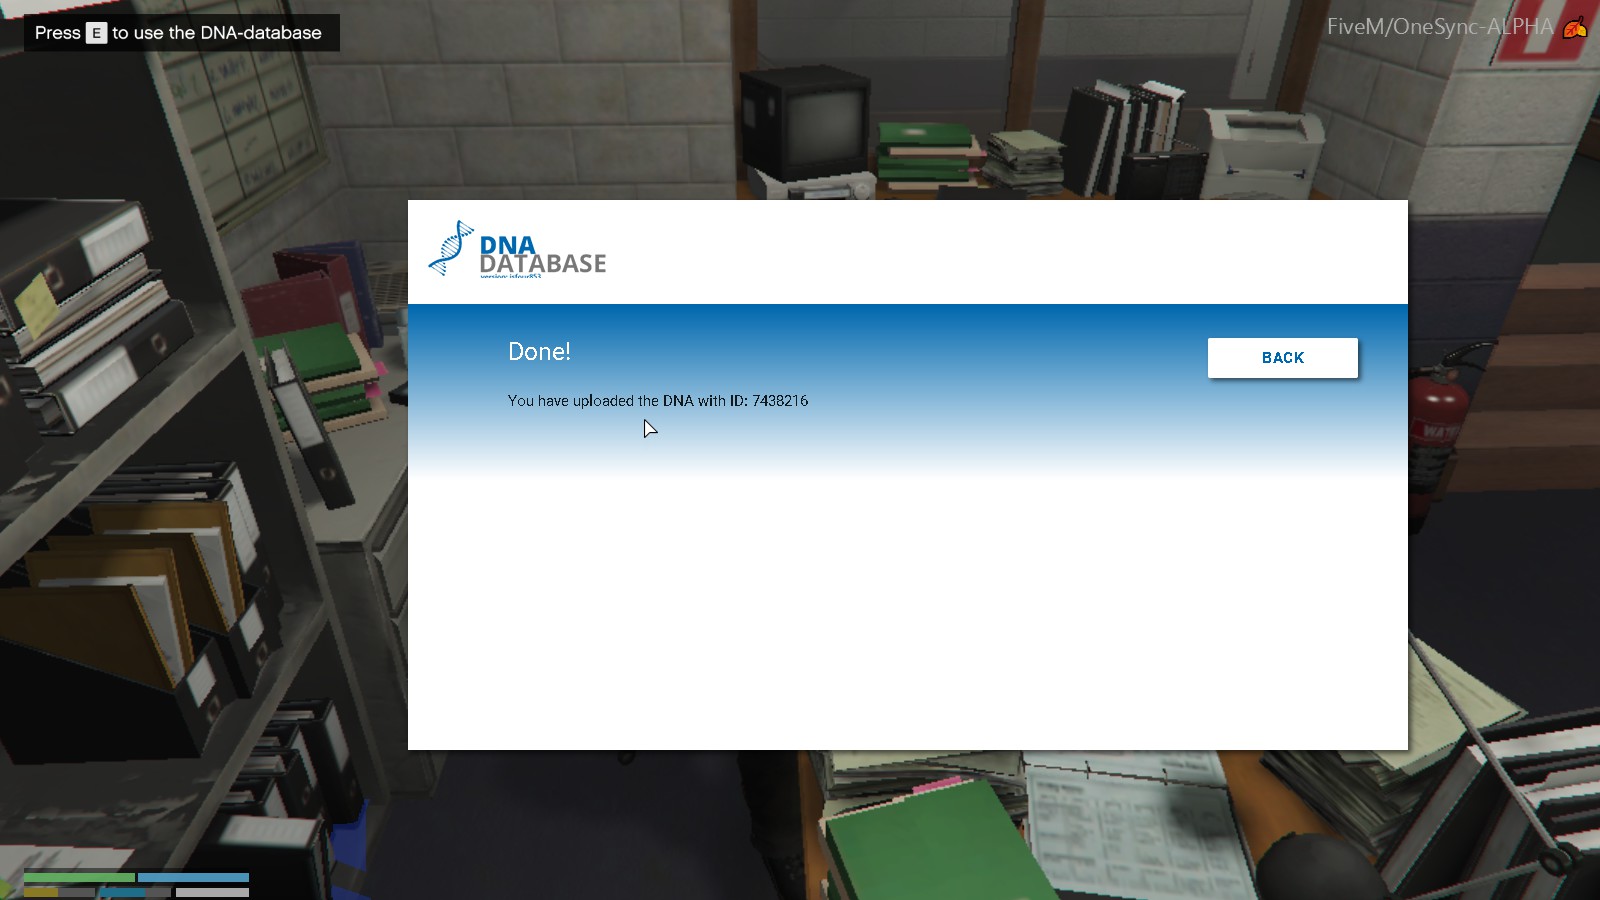 Press E to use the DNA-database
FiveM/OneSync-ALPHA
DNA
DATABASE
Done!
BACK
You have uploaded the DNA with ID: 7438216
WATER